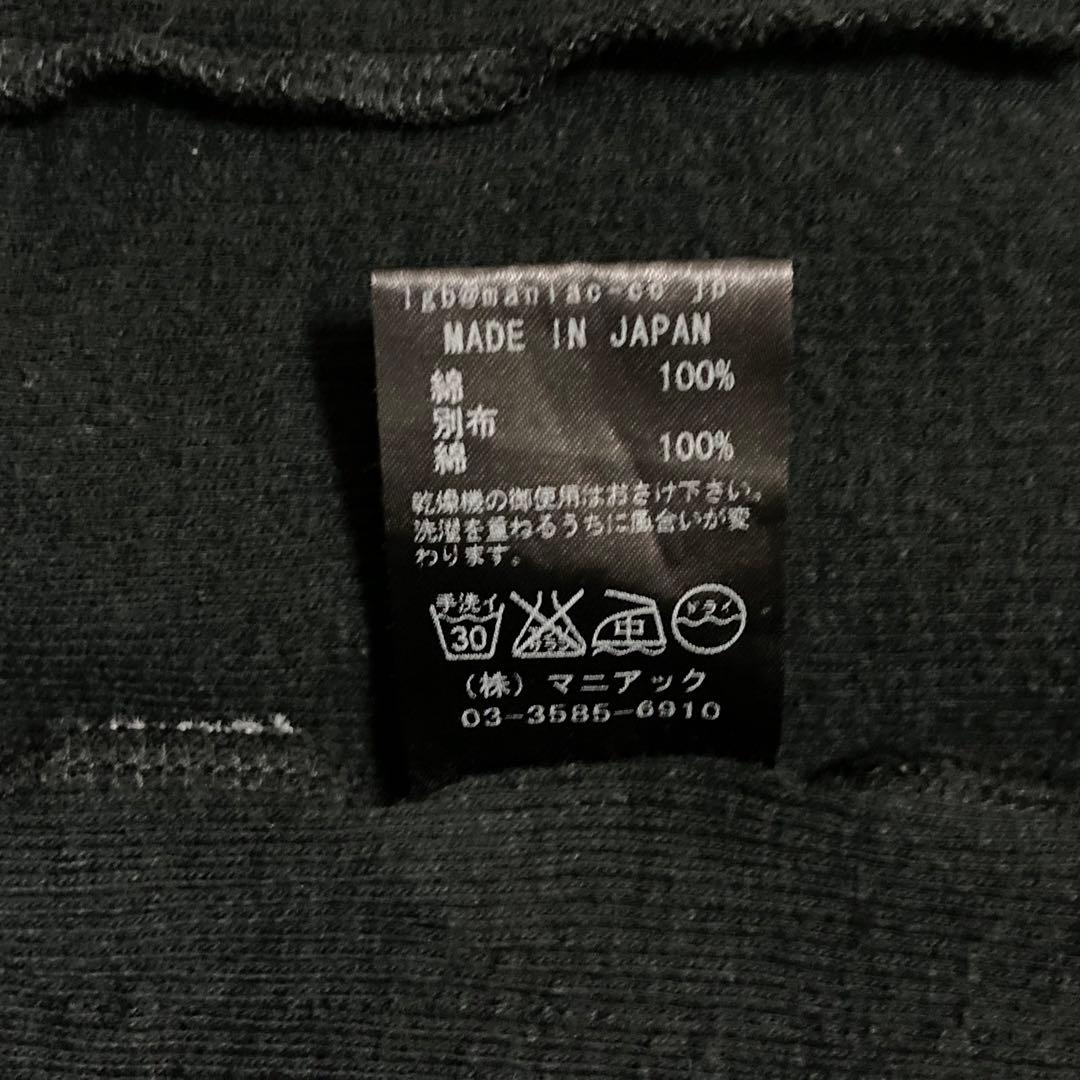 lgb@maniac-co jp
MADE IN JAPAN
綿 100%
別布
綿 100%
乾燥機の御使用はおさけ下さい。
洗濯を重ねるうちに風合いが変
わります。
手洗イ 30 中 ドライ
(株) マニアック
03-3585-6910